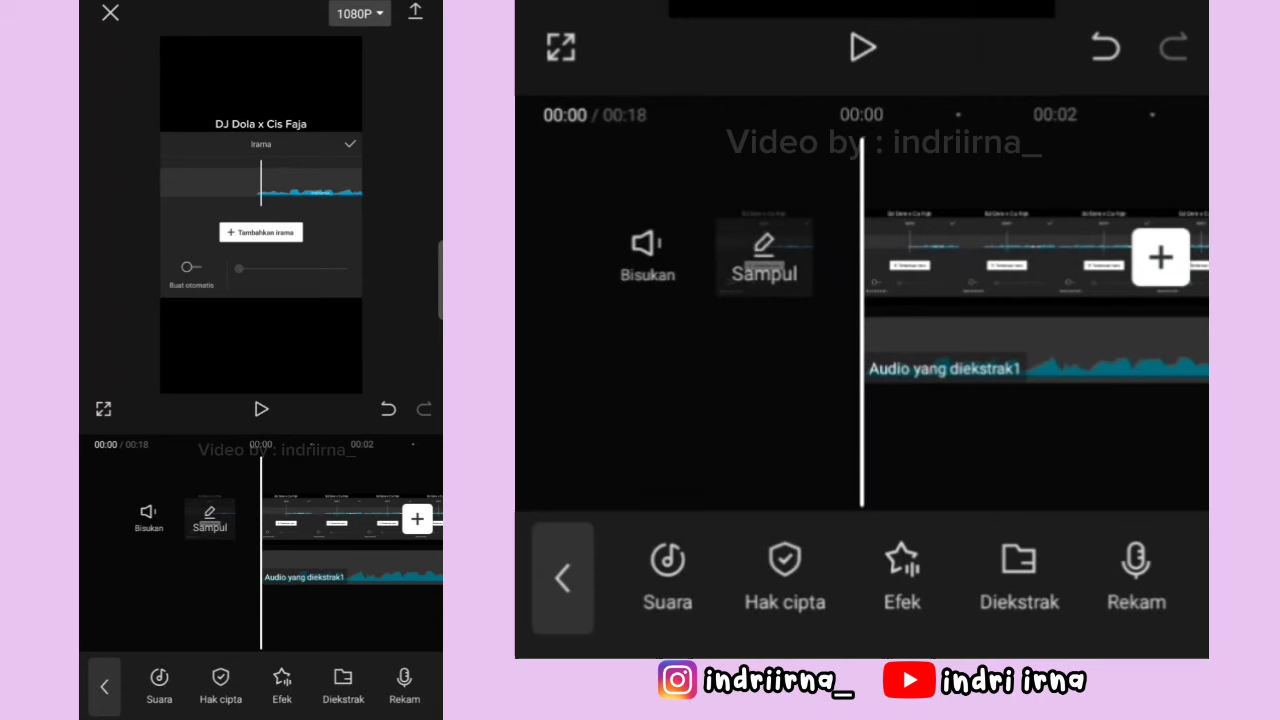 1080P
DJ Dola x Cis Faja
Irama
+ Tambahkan irama
Buat otomatis
00:00 / 00:18
00:00
00:02
Video by : indriirna_
Bisukan
Sampul
Audio yang diekstrak1
Suara
Hak cipta
Efek
Diekstrak
Rekam
00:00 / 00:18
00:00
00:02
Video by : indriirna_
Bisukan
Sampul
Audio yang diekstrak1
Suara
Hak cipta
Efek
Diekstrak
Rekam
indriirna_
indri irna